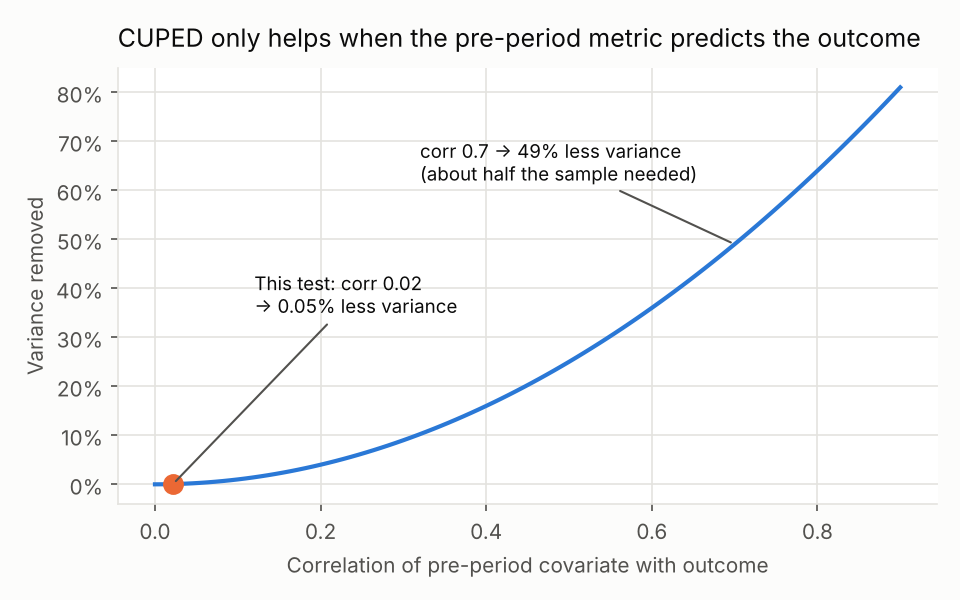 CUPED only helps when the pre-period metric predicts the outcome
80%
70%
60%
50%
40%
30%
20%
10%
0%
Variance removed
corr 0.7 → 49% less variance
(about half the sample needed)
This test: corr 0.02
→ 0.05% less variance
0.0
0.2
0.4
0.6
0.8
Correlation of pre-period covariate with outcome